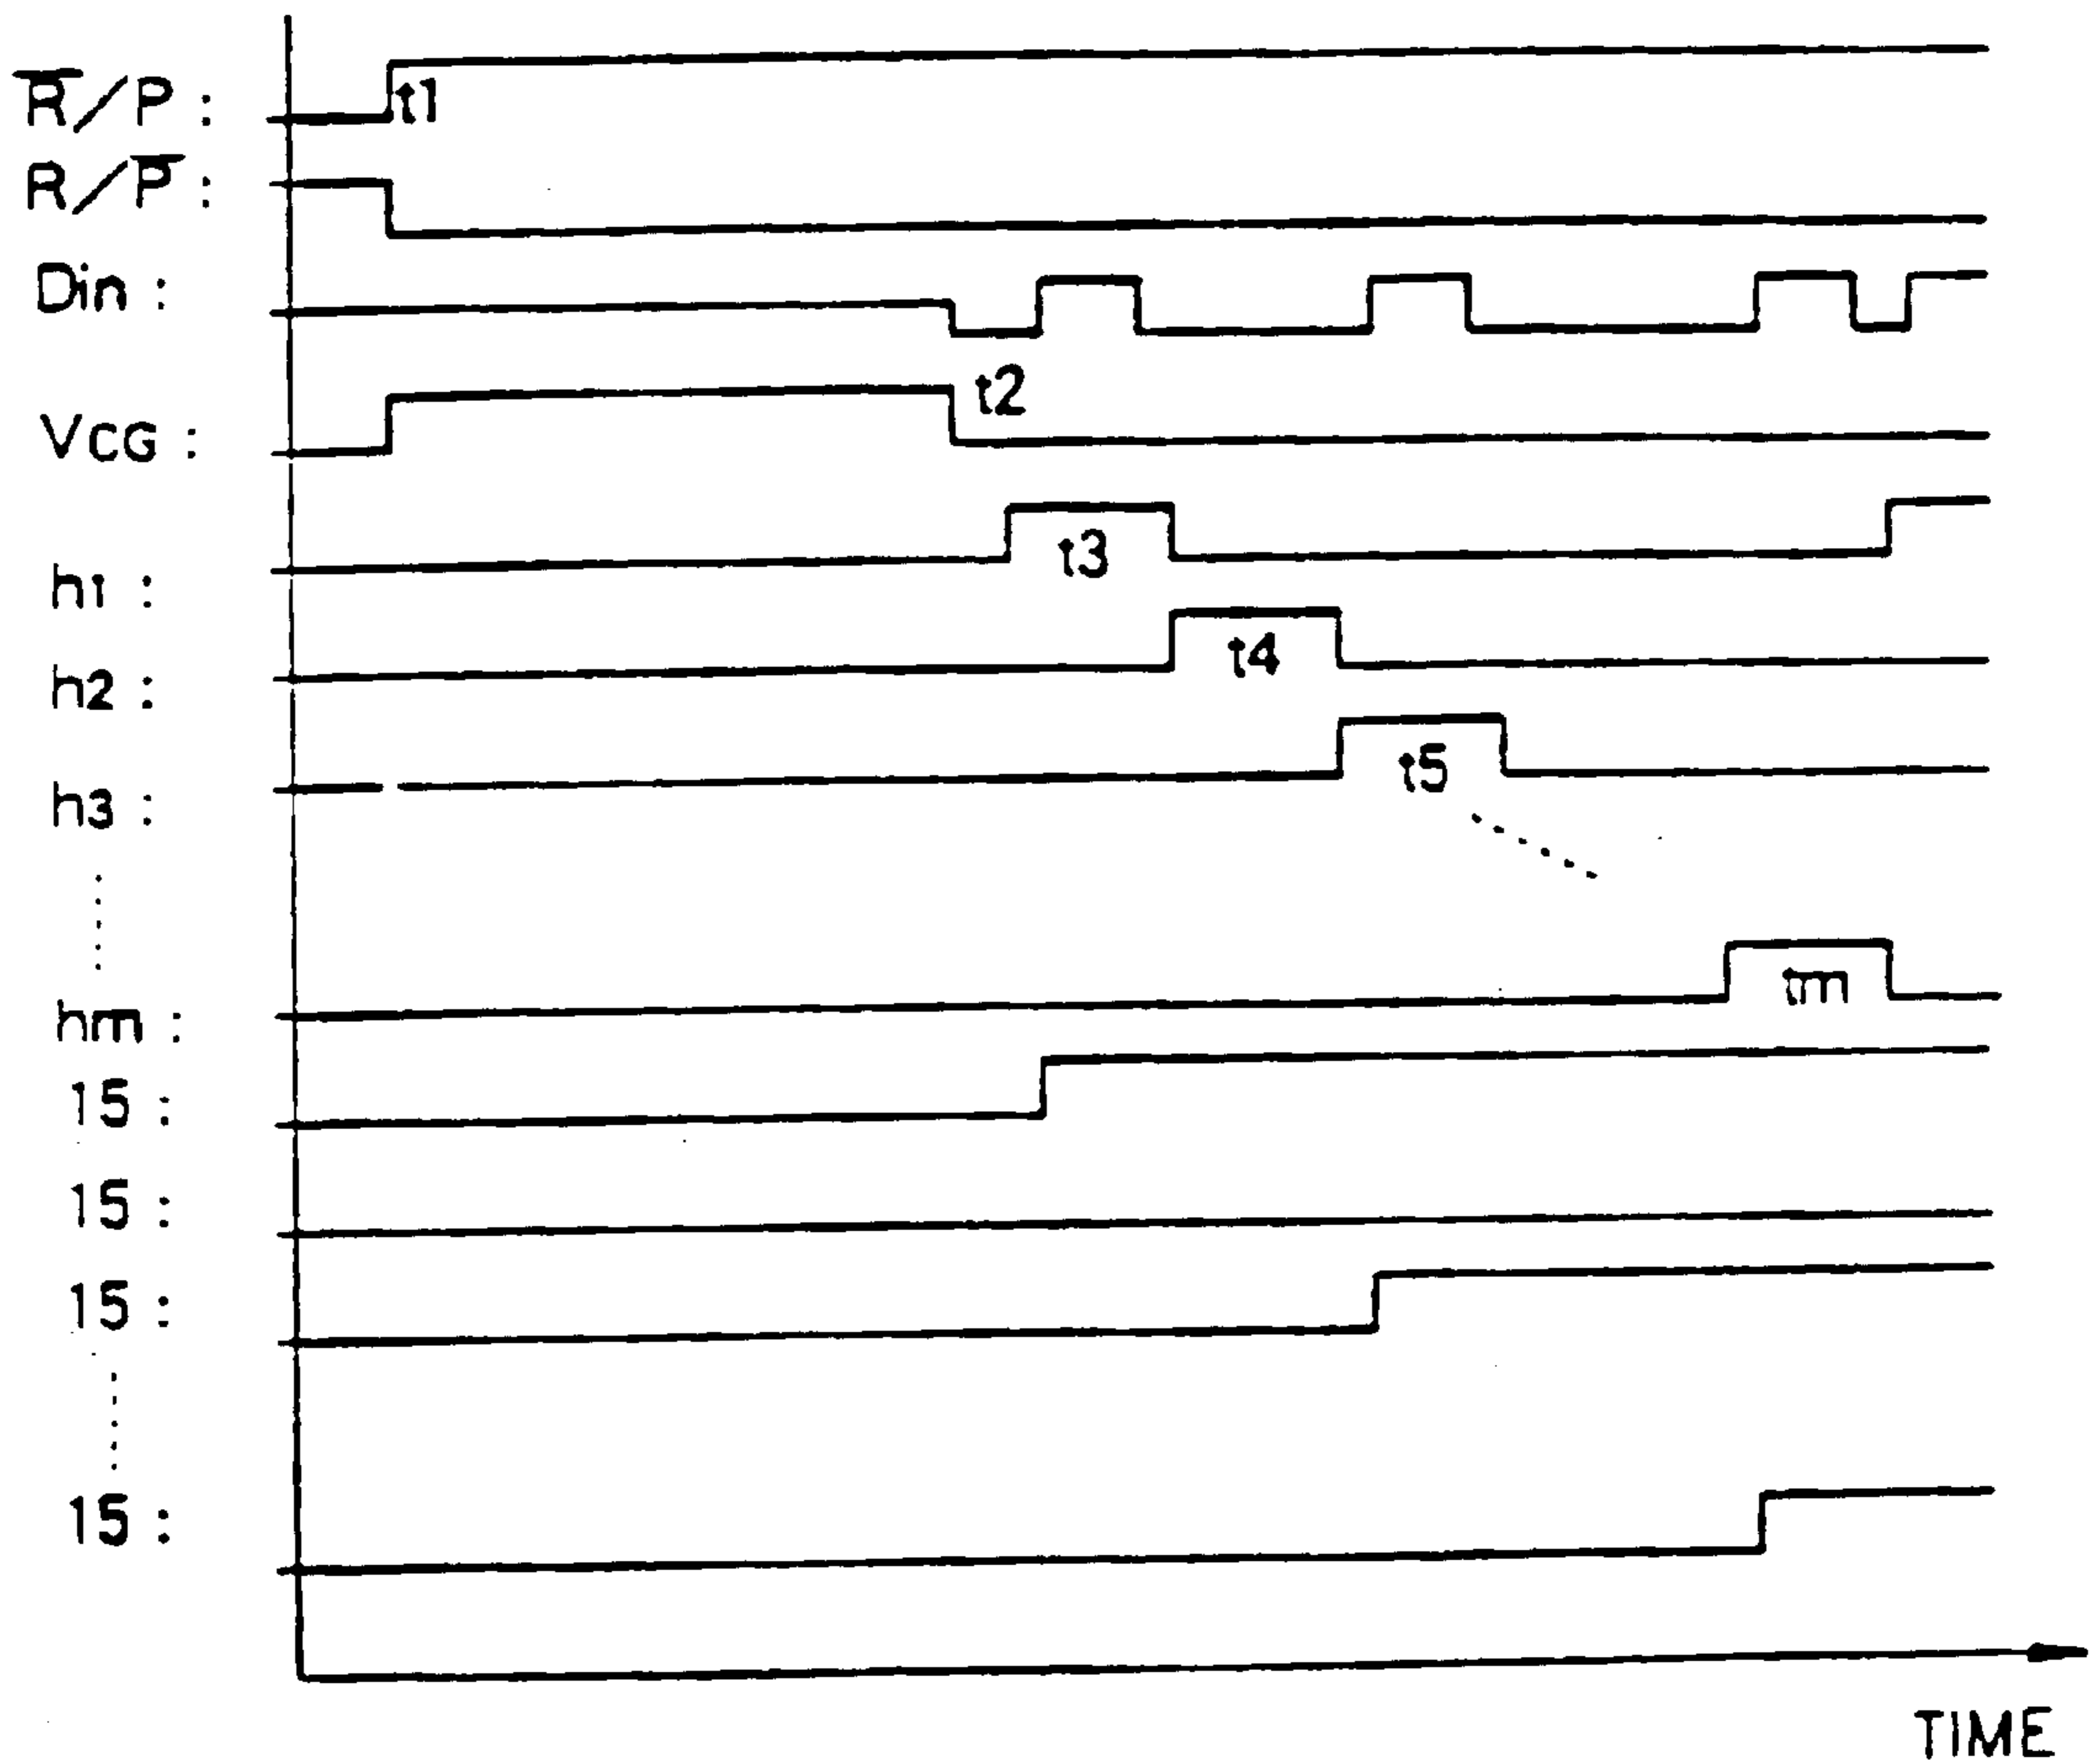 R̅/P :
t1
R/P̅ :
Din :
t2
VCG :
t3
h1 :
t4
h2 :
t5
h3 :
tm
hm :
15 :
15 :
15 :
15 :
TIME